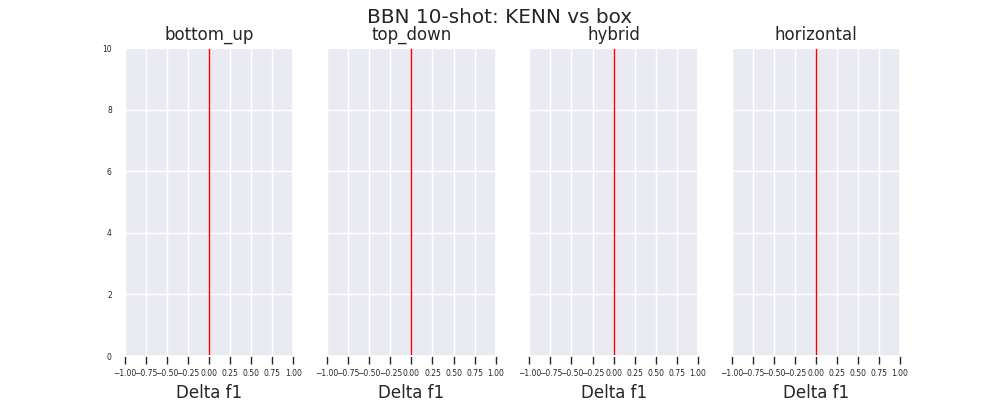 BBN 10-shot: KENN vs box
bottom_up top_down hybrid horizontal
10
8
6
4
2
0
−1.00 −0.75 −0.50 −0.25 0.00 0.25 0.50 0.75 1.00 −1.00 −0.75 −0.50 −0.25 0.00 0.25 0.50 0.75 1.00 −1.00 −0.75 −0.50 −0.25 0.00 0.25 0.50 0.75 1.00 −1.00 −0.75 −0.50 −0.25 0.00 0.25 0.50 0.75 1.00
Delta f1 Delta f1 Delta f1 Delta f1